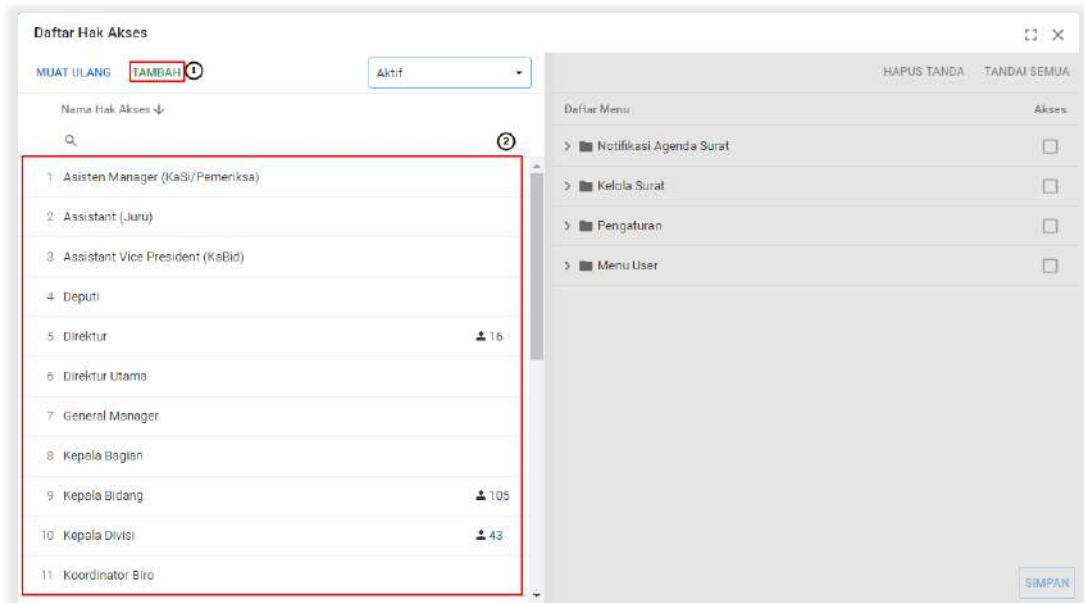 Daftar Hak Akses
MUAT ULANG TAMBAH 1 Aktif HAPUS TANDA TANDAI SEMUA
Nama Hak Akses Daftar Menu Akses
2
Notifikasi Agenda Surat
1 Asisten Manager (KaSi/Pemeriksa)
Kelola Surat
2 Assistant (Juru)
Pengaturan
3 Assistant Vice President (KaBid)
Menu User
4 Deputi
5 Direktur 16
6 Direktur Utama
7 General Manager
8 Kepala Bagian
9 Kepala Bidang 105
10 Kepala Divisi 43
11 Koordinator Biro
SIMPAN